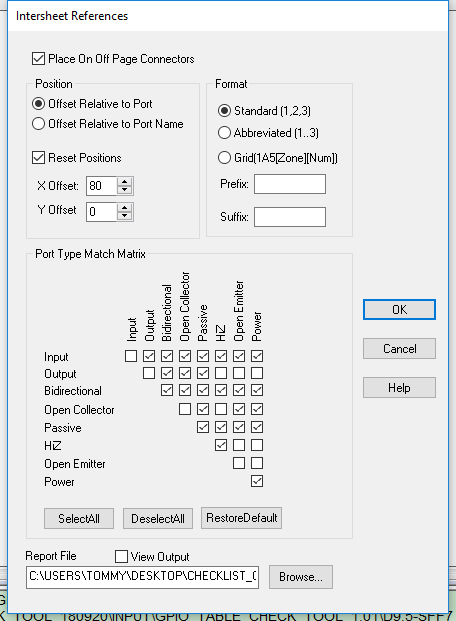 Intersheet References
Place On Off Page Connectors
Position
Offset Relative to Port
Offset Relative to Port Name
Reset Positions
X Offset: 80
Y Offset 0
Format
Standard (1,2,3)
Abbreviated (1..3)
Grid(1A5[Zone][Num])
Prefix:
Suffix:
Port Type Match Matrix
Input Output Bidirectional Open Collector Passive HiZ Open Emitter Power
Input
Output
Bidirectional
Open Collector
Passive
HiZ
Open Emitter
Power
SelectAll DeselectAll RestoreDefault
OK
Cancel
Help
Report File View Output
C:\USERS\TOMMY\DESKTOP\CHECKLIST_ Browse...
TOOL 180920\INPUT\GPIO TABLE CHECK TOOL 1.01\D9.5-SFF7